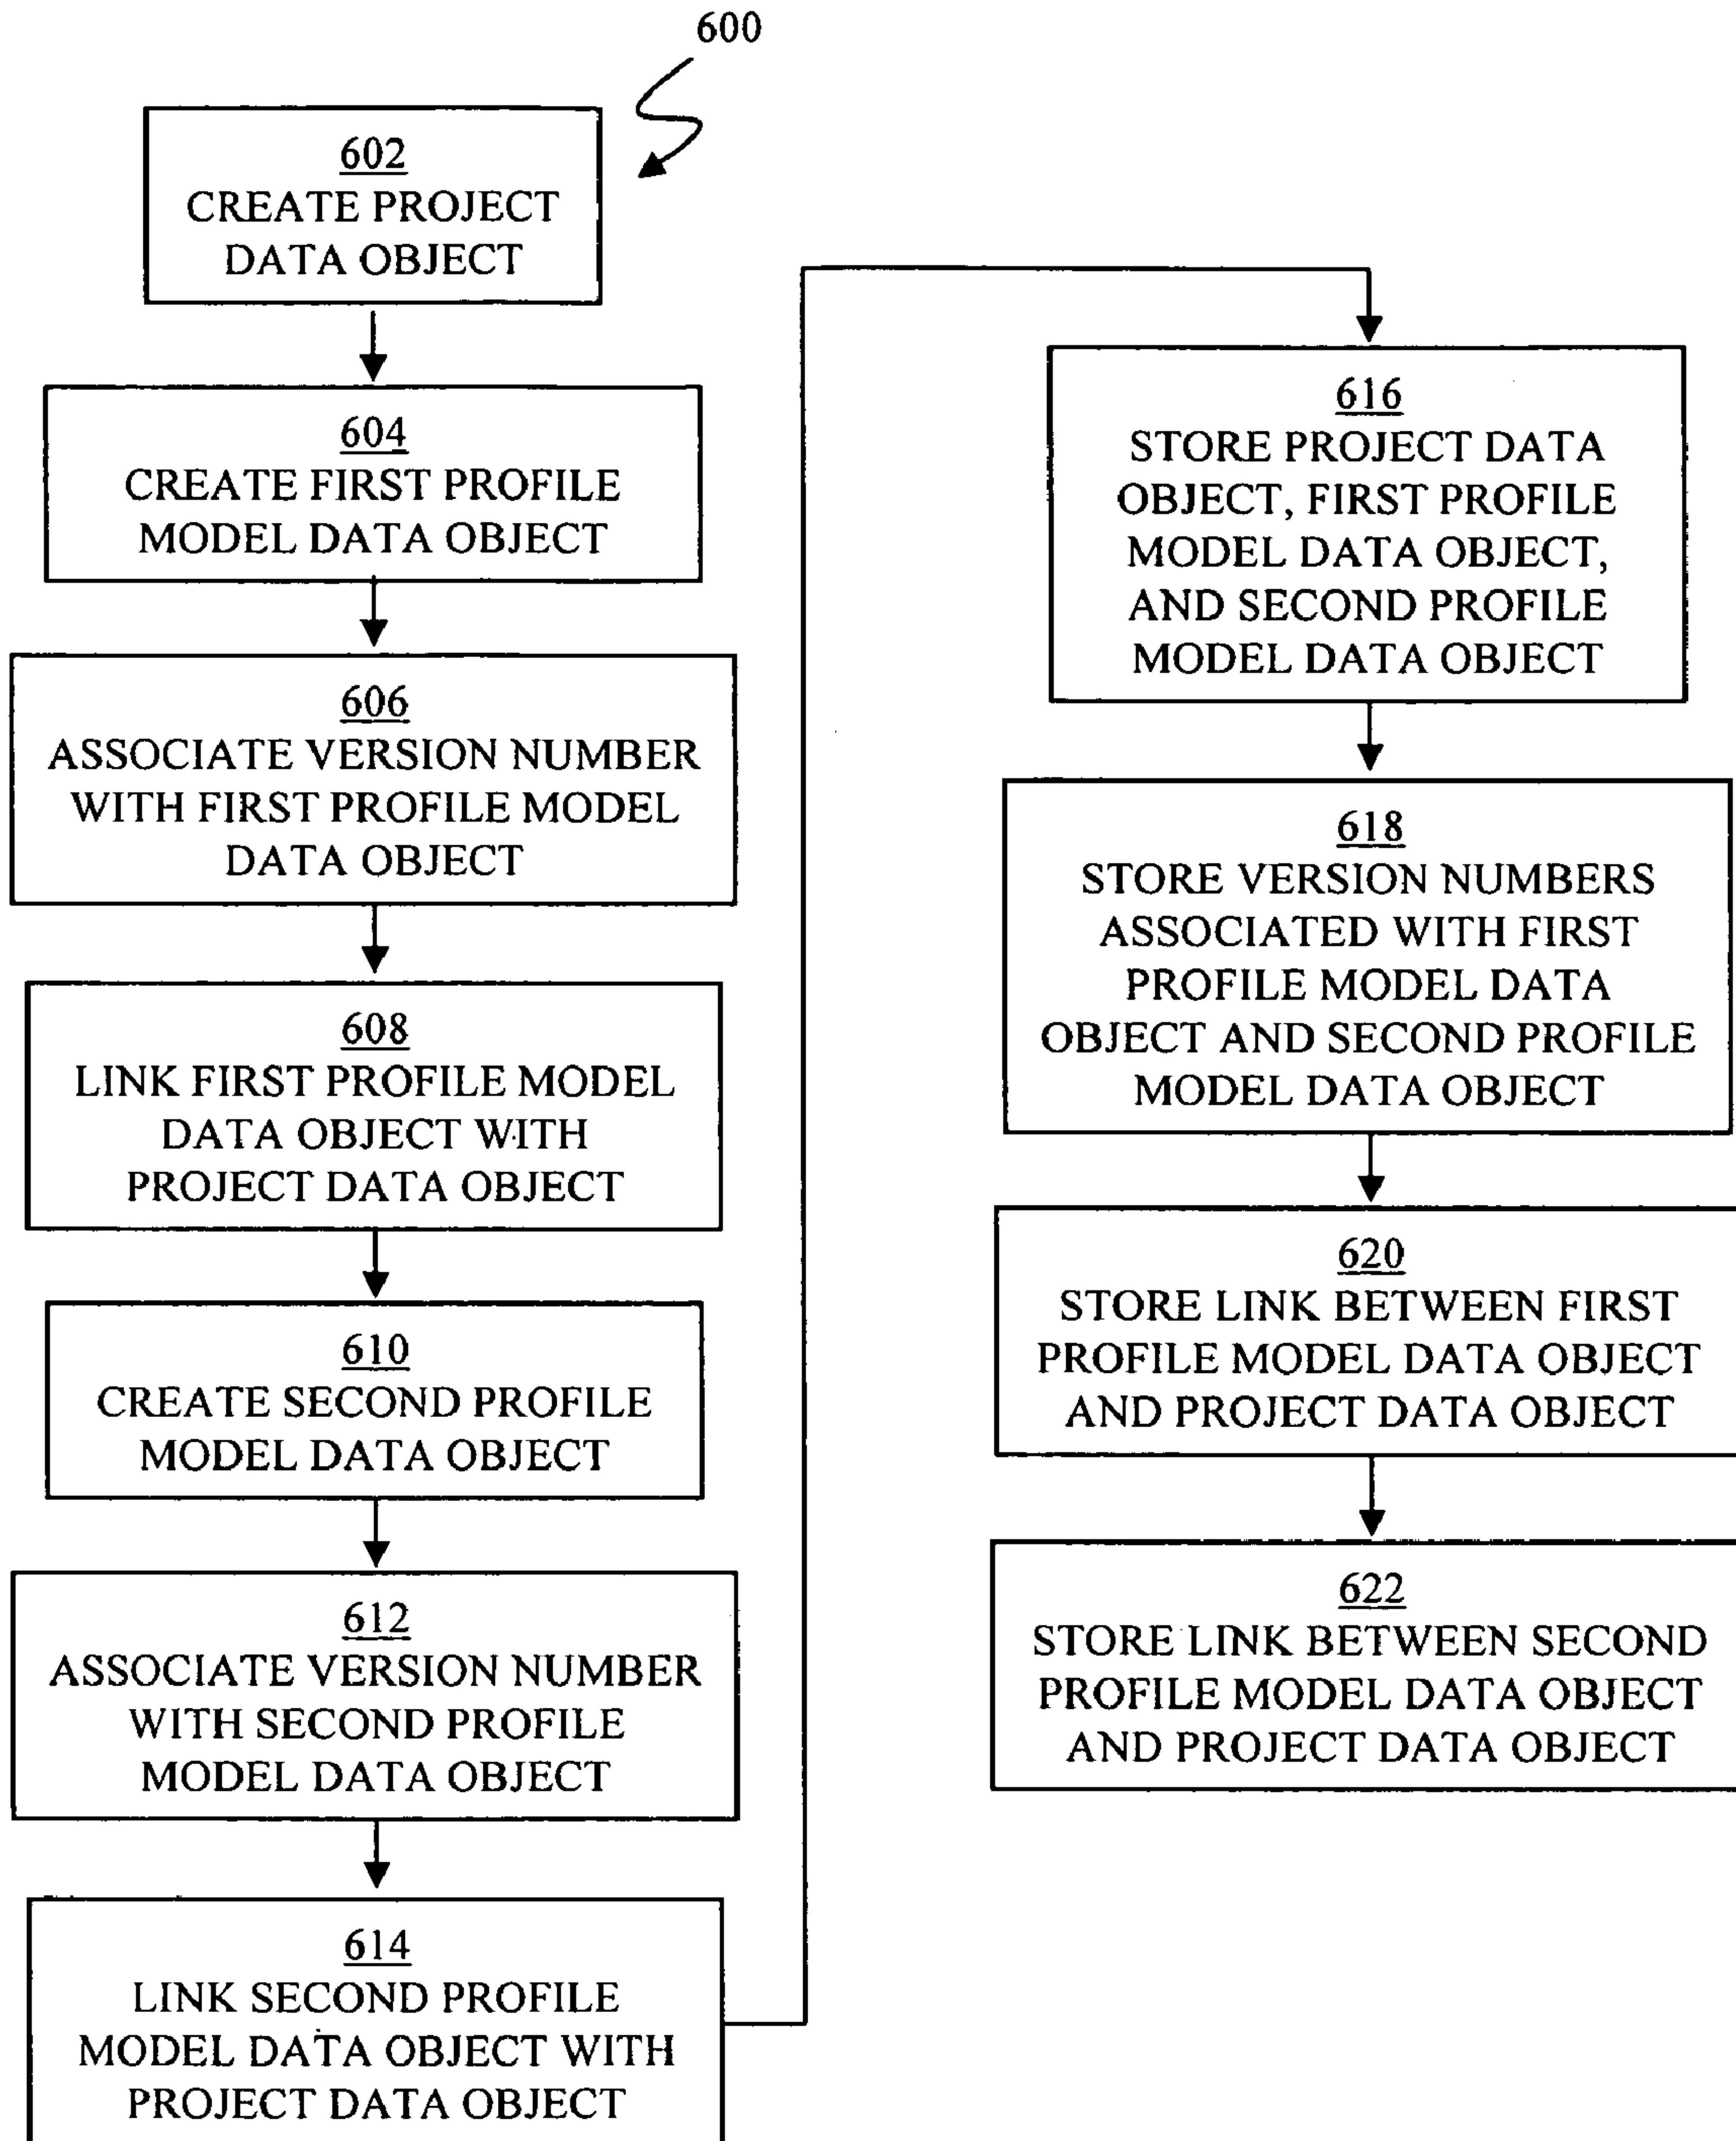 600
602
CREATE PROJECT
DATA OBJECT
604
CREATE FIRST PROFILE
MODEL DATA OBJECT
606
ASSOCIATE VERSION NUMBER
WITH FIRST PROFILE MODEL
DATA OBJECT
608
LINK FIRST PROFILE MODEL
DATA OBJECT WITH
PROJECT DATA OBJECT
610
CREATE SECOND PROFILE
MODEL DATA OBJECT
612
ASSOCIATE VERSION NUMBER
WITH SECOND PROFILE
MODEL DATA OBJECT
614
LINK SECOND PROFILE
MODEL DATA OBJECT WITH
PROJECT DATA OBJECT
616
STORE PROJECT DATA
OBJECT, FIRST PROFILE
MODEL DATA OBJECT,
AND SECOND PROFILE
MODEL DATA OBJECT
618
STORE VERSION NUMBERS
ASSOCIATED WITH FIRST
PROFILE MODEL DATA
OBJECT AND SECOND PROFILE
MODEL DATA OBJECT
620
STORE LINK BETWEEN FIRST
PROFILE MODEL DATA OBJECT
AND PROJECT DATA OBJECT
622
STORE LINK BETWEEN SECOND
PROFILE MODEL DATA OBJECT
AND PROJECT DATA OBJECT